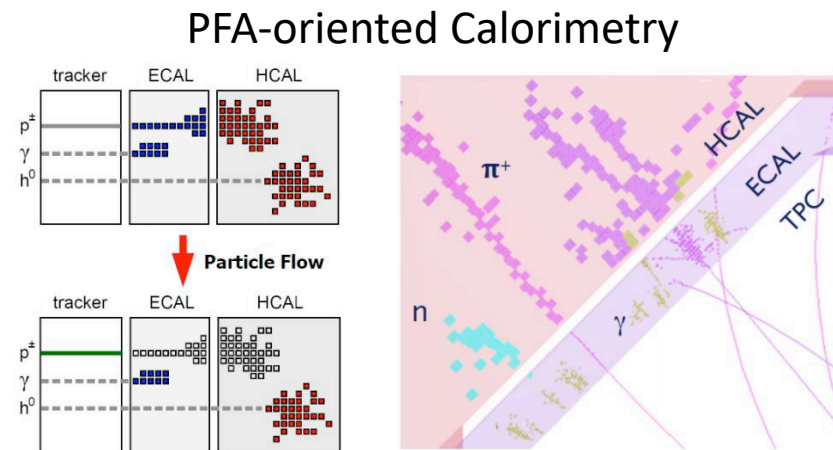 PFA-oriented Calorimetry
tracker ECAL HCAL
p±
γ
h⁰
Particle Flow
tracker ECAL HCAL
p±
γ
h⁰
π⁺
n
γ
HCAL
ECAL
TPC